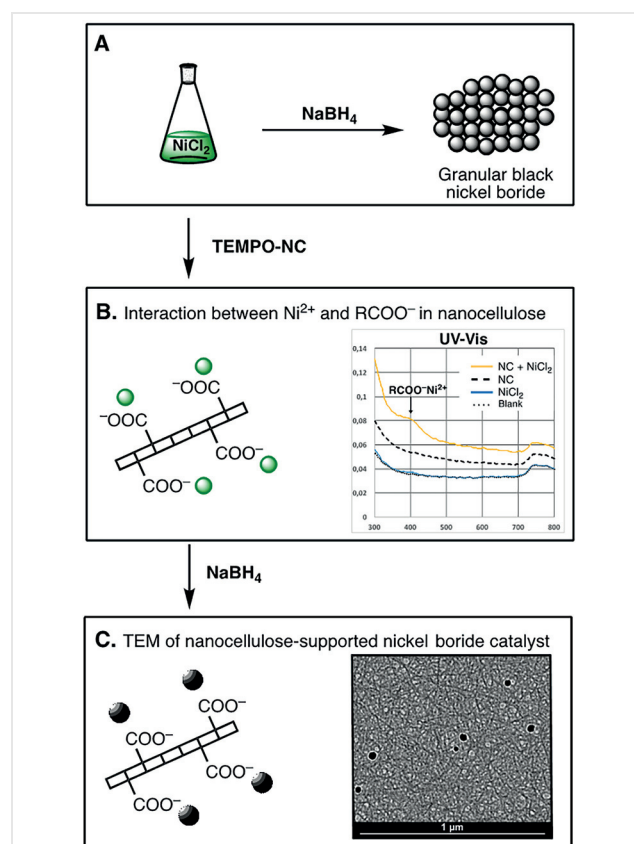 A
NiCl₂
NaBH₄
Granular black
nickel boride
TEMPO-NC
B. Interaction between Ni²⁺ and RCOO⁻ in nanocellulose
⁻OOC
⁻OOC
COO⁻
COO⁻
UV-Vis
0,14
0,12
0,1
0,08
0,06
0,04
0,02
0
300 400 500 600 700 800
RCOO⁻Ni²⁺
NC + NiCl₂
NC
NiCl₂
Blank
NaBH₄
C. TEM of nanocellulose-supported nickel boride catalyst
COO⁻
COO⁻
COO⁻
COO⁻
1 µm